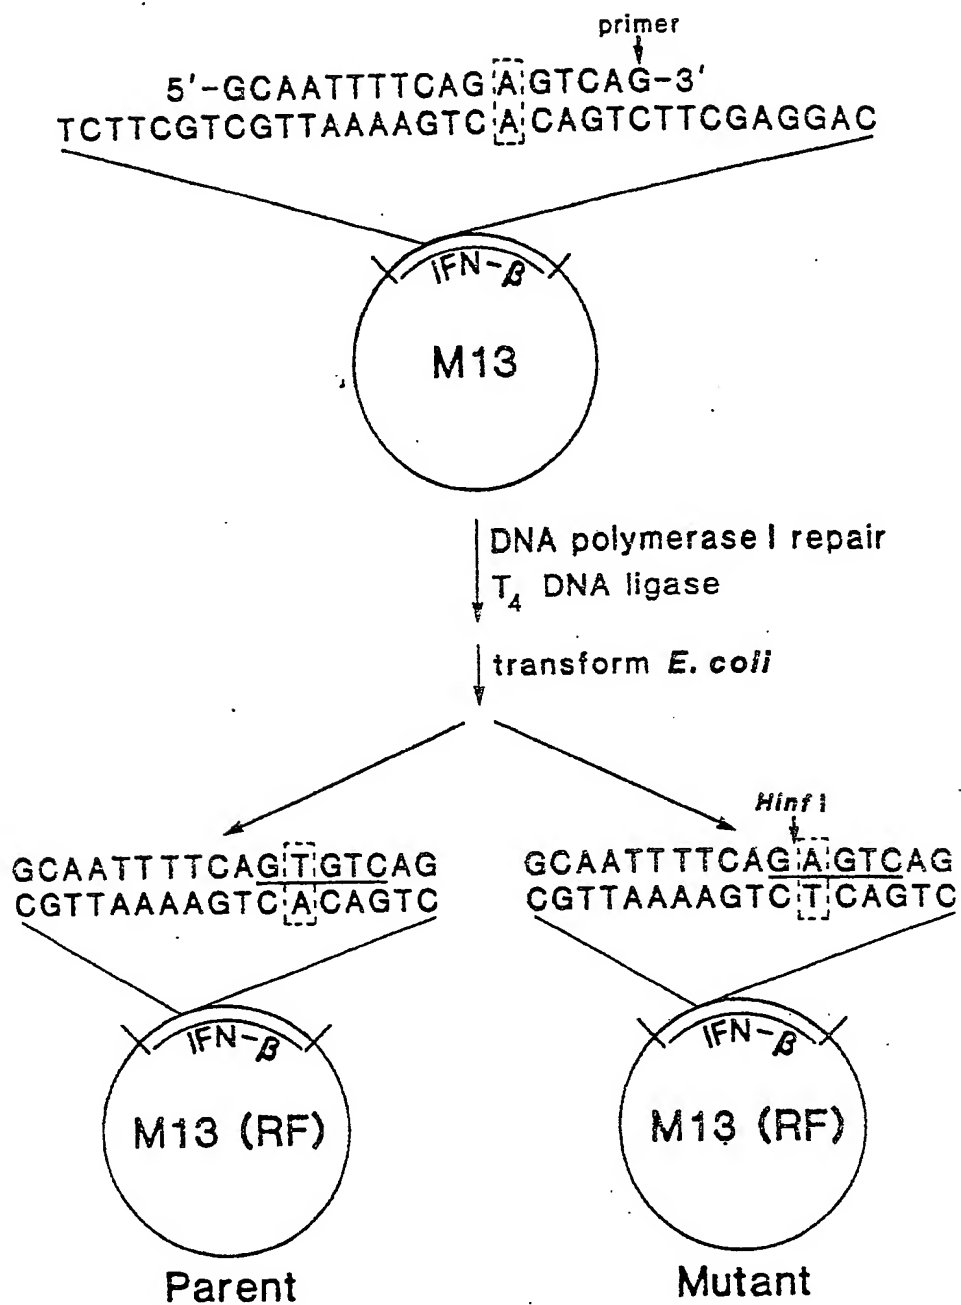 primer
5'-GCAATTTTCAGAGTCAG-3'
TCTTCGTCGTTAAAAGTCACAGTCTTCGAGGAC
IFN-β
M13
DNA polymerase I repair
T₄ DNA ligase
transform E. coli
Hinf I
GCAATTTTCAGTGTCAG
CGTTAAAAGTCACAGTC
GCAATTTTCAGAGTCAG
CGTTAAAAGTCTCAGTC
IFN-β
IFN-β
M13 (RF)
M13 (RF)
Parent
Mutant